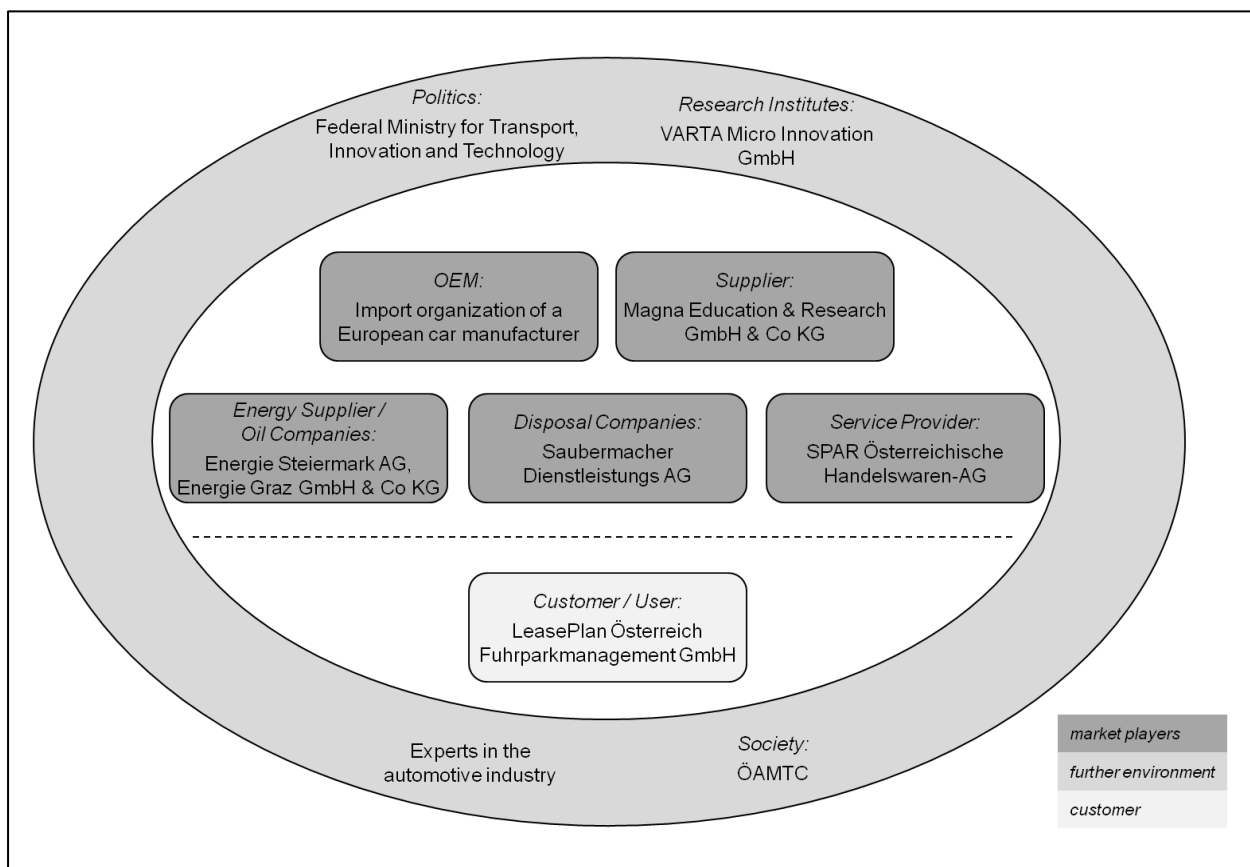 Politics:
Federal Ministry for Transport,
Innovation and Technology
Research Institutes:
VARTA Micro Innovation
GmbH
OEM:
Import organization of a
European car manufacturer
Supplier:
Magna Education & Research
GmbH & Co KG
Energy Supplier /
Oil Companies:
Energie Steiermark AG,
Energie Graz GmbH & Co KG
Disposal Companies:
Saubermacher
Dienstleistungs AG
Service Provider:
SPAR Österreichische
Handelswaren-AG
Customer / User:
LeasePlan Österreich
Fuhrparkmanagement GmbH
Experts in the
automotive industry
Society:
ÖAMTC
market players
further environment
customer